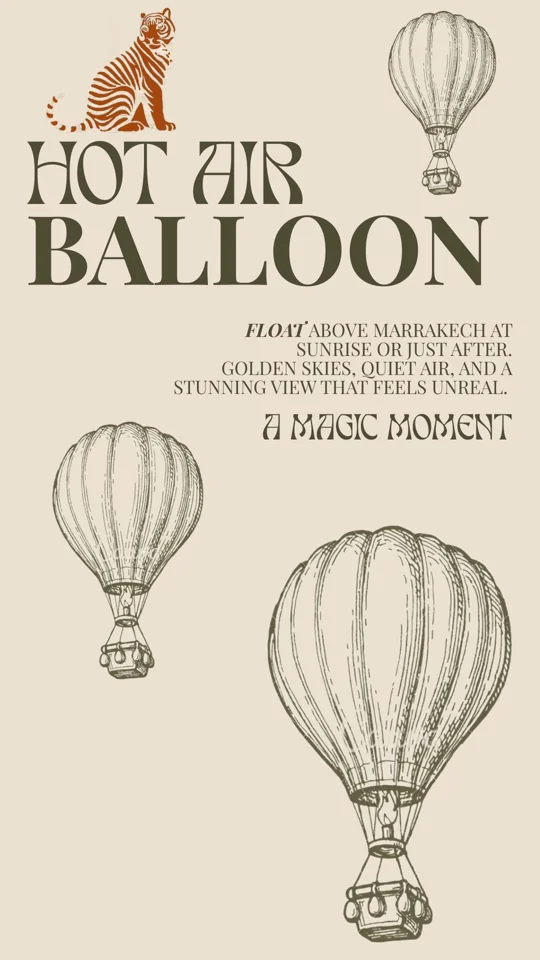 HOT AIR
BALLOON
FLOAT ABOVE MARRAKECH AT
SUNRISE OR JUST AFTER.
GOLDEN SKIES, QUIET AIR, AND A
STUNNING VIEW THAT FEELS UNREAL.
A MAGIC MOMENT